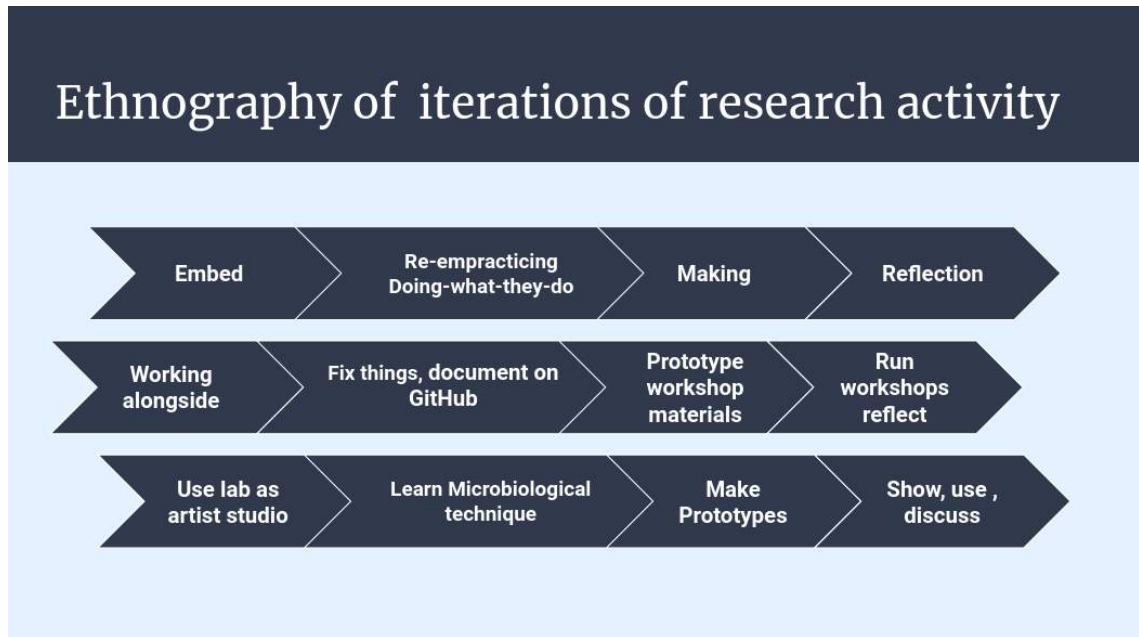 Ethnography of  iterations of research activity
Embed
Re-empracticing
Doing-what-they-do
Making
Reflection
Working
alongside
Fix things, document on
GitHub
Prototype
workshop
materials
Run
workshops
reflect
Use lab as
artist studio
Learn Microbiological
technique
Make
Prototypes
Show, use ,
discuss